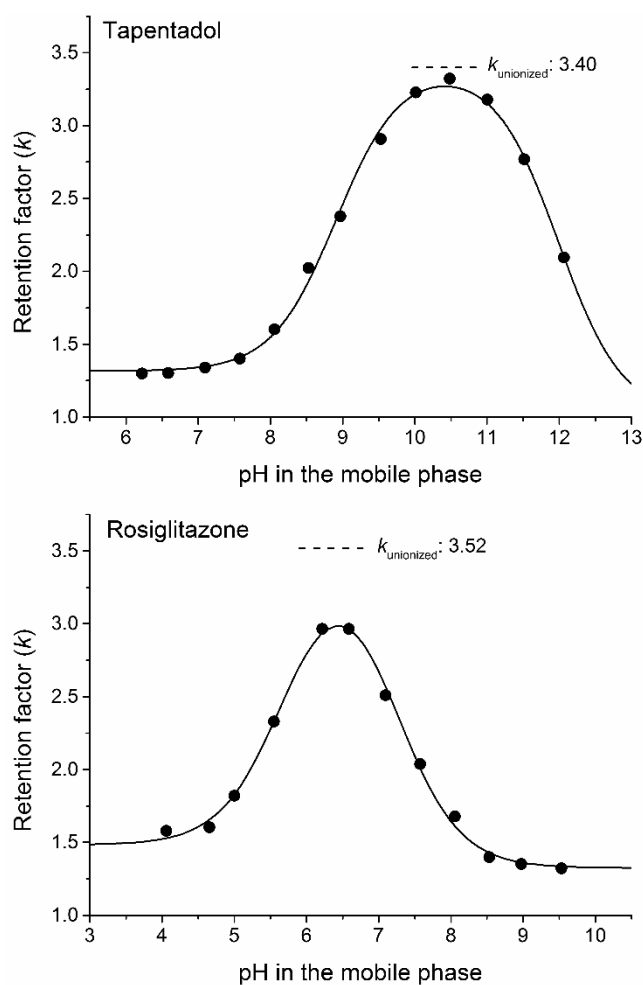 Tapentadol
3.5
k unionized: 3.40
3.0
2.5
2.0
1.5
1.0
Retention factor (k)
6 7 8 9 10 11 12 13
pH in the mobile phase
Rosiglitazone
3.5
k unionized: 3.52
3.0
2.5
2.0
1.5
1.0
Retention factor (k)
3 4 5 6 7 8 9 10
pH in the mobile phase